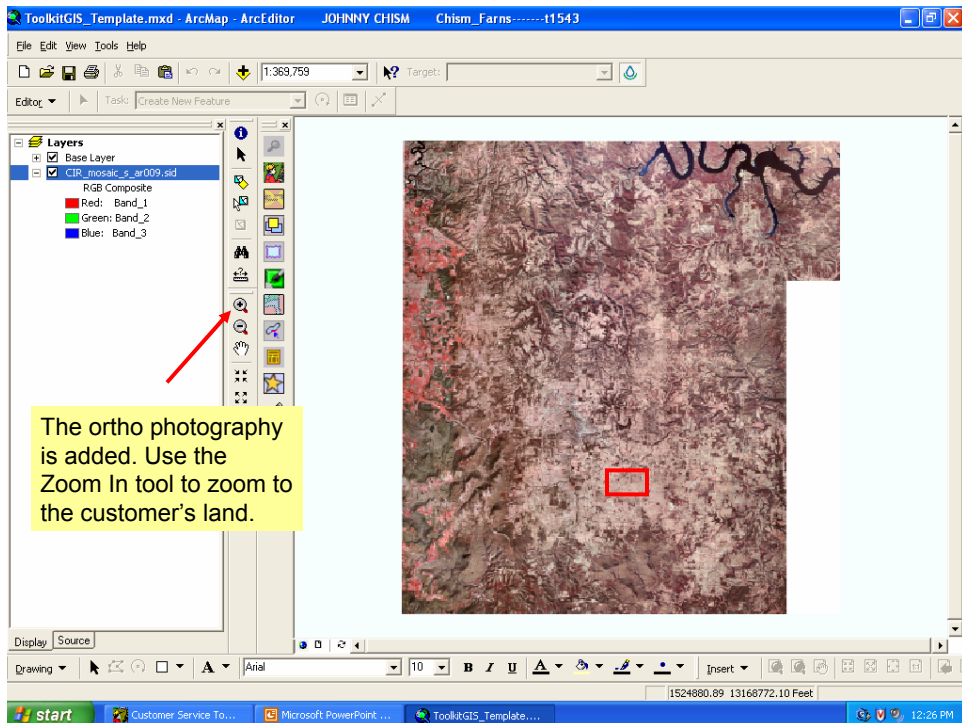 ToolkitGIS_Template.mxd - ArcMap - ArcEditor JOHNNY CHISM Chism_Farns-------t1543
File Edit View Tools Help
1:369,759 Target:
Editor Task: Create New Feature
Layers
Base Layer
CIR_mosaic_s_ar009.sid
RGB Composite
Red: Band_1
Green: Band_2
Blue: Band_3
The ortho photography
is added. Use the
Zoom In tool to zoom to
the customer’s land.
Display Source
Drawing A Arial 10 B I U A Insert
1524880.89 13168772.10 Feet
start Customer Service To... Microsoft PowerPoint ... ToolkitGIS_Template.... 12:26 PM